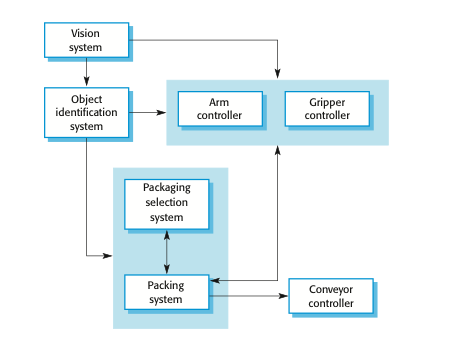 Vision
system
Object
identification
system
Arm
controller
Gripper
controller
Packaging
selection
system
Packing
system
Conveyor
controller